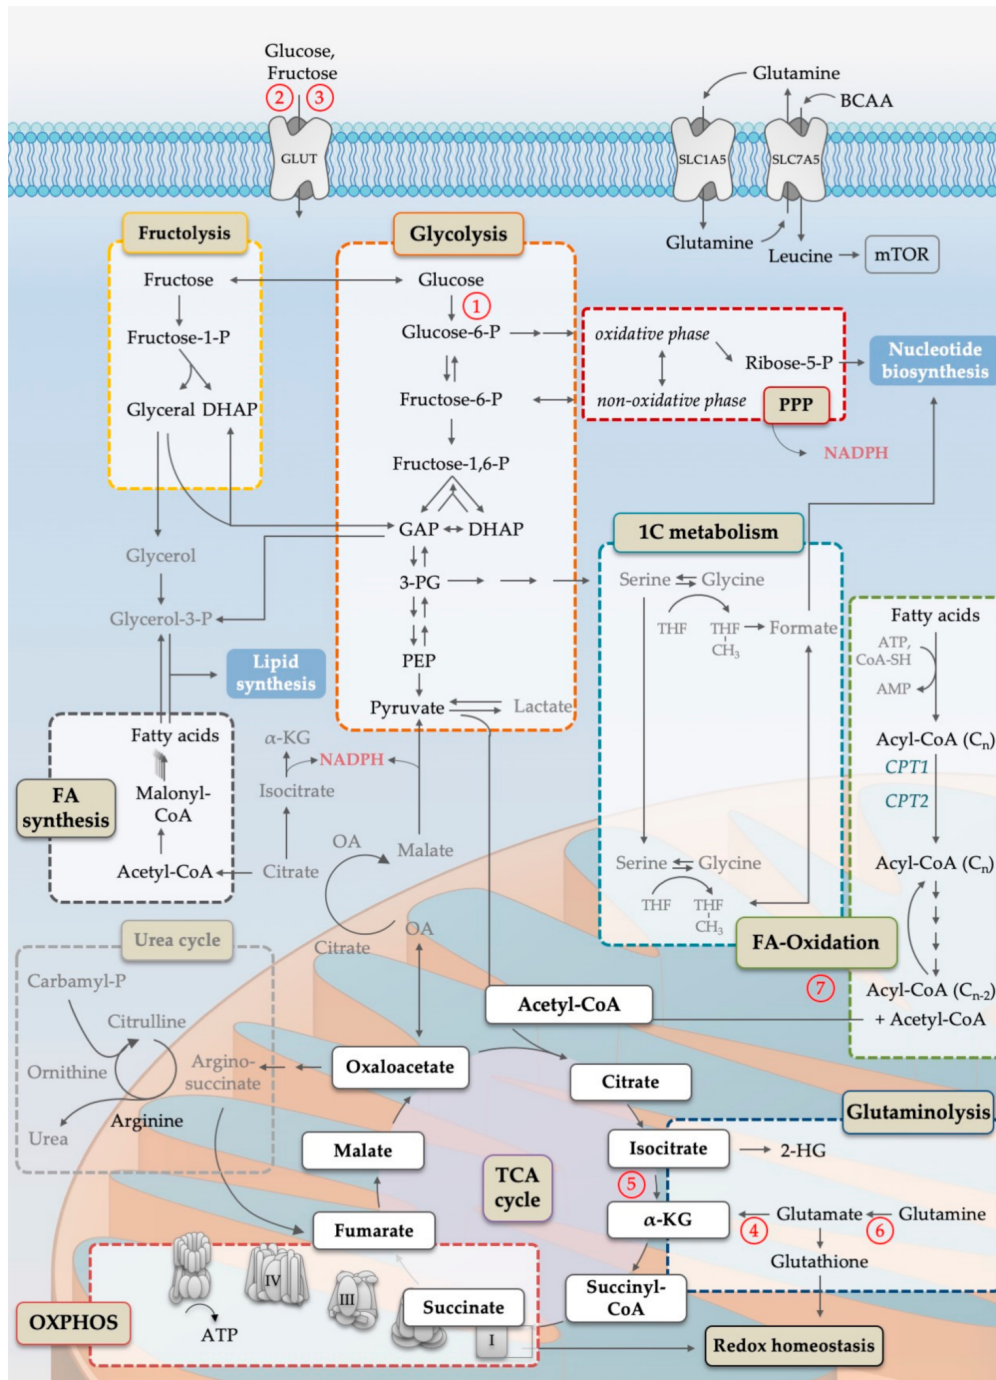 Glucose,
Fructose
2 3
GLUT
Glutamine
BCAA
SLC1A5
SLC7A5
Glutamine
Leucine
mTOR
Fructolysis
Fructose
Fructose-1-P
Glyceral DHAP
Glycerol
Glycerol-3-P
Glycolysis
Glucose
1
Glucose-6-P
Fructose-6-P
Fructose-1,6-P
GAP DHAP
3-PG
PEP
Pyruvate Lactate
oxidative phase
Ribose-5-P
non-oxidative phase
PPP
NADPH
Nucleotide
biosynthesis
1C metabolism
Serine Glycine
THF THF
CH3
Formate
Serine Glycine
THF THF
CH3
Fatty acids
ATP,
CoA-SH
AMP
Acyl-CoA (Cn)
CPT1
CPT2
Acyl-CoA (Cn)
FA-Oxidation
7
Acyl-CoA (Cn-2)
+ Acetyl-CoA
Lipid
synthesis
Fatty acids
FA
synthesis
Malonyl-
CoA
Acetyl-CoA
α-KG
NADPH
Isocitrate
Citrate
OA
Malate
Citrate
OA
Urea cycle
Carbamyl-P
Citrulline
Ornithine
Argino-
succinate
Arginine
Urea
Acetyl-CoA
Oxaloacetate
Citrate
Malate
Isocitrate
2-HG
TCA
cycle
5
Fumarate
α-KG
4
Glutaminolysis
Glutamate
6
Glutamine
Glutathione
Succinate
Succinyl-
CoA
OXPHOS
ATP
IV
III
I
Redox homeostasis